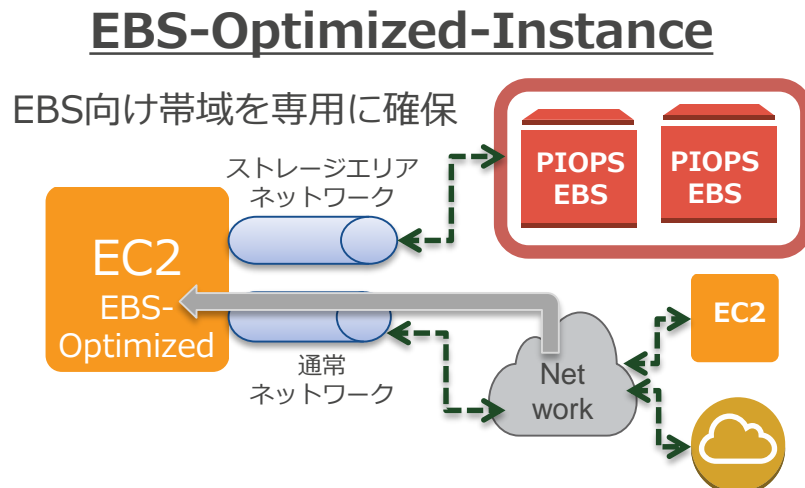 EBS-Optimized-Instance
EBS向け帯域を専用に確保
ストレージエリア
ネットワーク
PIOPS
EBS
PIOPS
EBS
EC2
EBS-
Optimized
通常
ネットワーク
Net
work
EC2